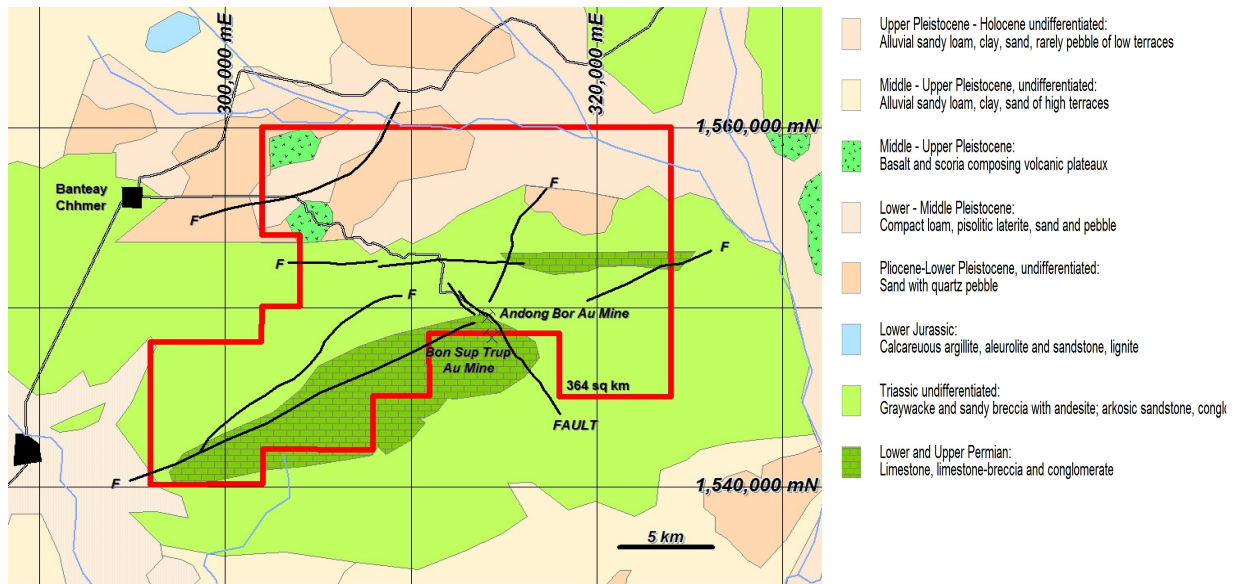 300,000 mE
320,000 mE
1,560,000 mN
Banteay
Chhmer
F
F
F
F
F
Andong Bor Au Mine
Bon Sup Trup
Au Mine
364 sq km
FAULT
F
1,540,000 mN
5 km
Upper Pleistocene - Holocene undifferentiated:
Alluvial sandy loam, clay, sand, rarely pebble of low terraces
Middle - Upper Pleistocene, undifferentiated:
Alluvial sandy loam, clay, sand of high terraces
Middle - Upper Pleistocene:
Basalt and scoria composing volcanic plateaux
Lower - Middle Pleistocene:
Compact loam, pisolitic laterite, sand and pebble
Pliocene-Lower Pleistocene, undifferentiated:
Sand with quartz pebble
Lower Jurassic:
Calcareuous argillite, aleurolite and sandstone, lignite
Triassic undifferentiated:
Graywacke and sandy breccia with andesite; arkosic sandstone, conglo
Lower and Upper Permian:
Limestone, limestone-breccia and conglomerate